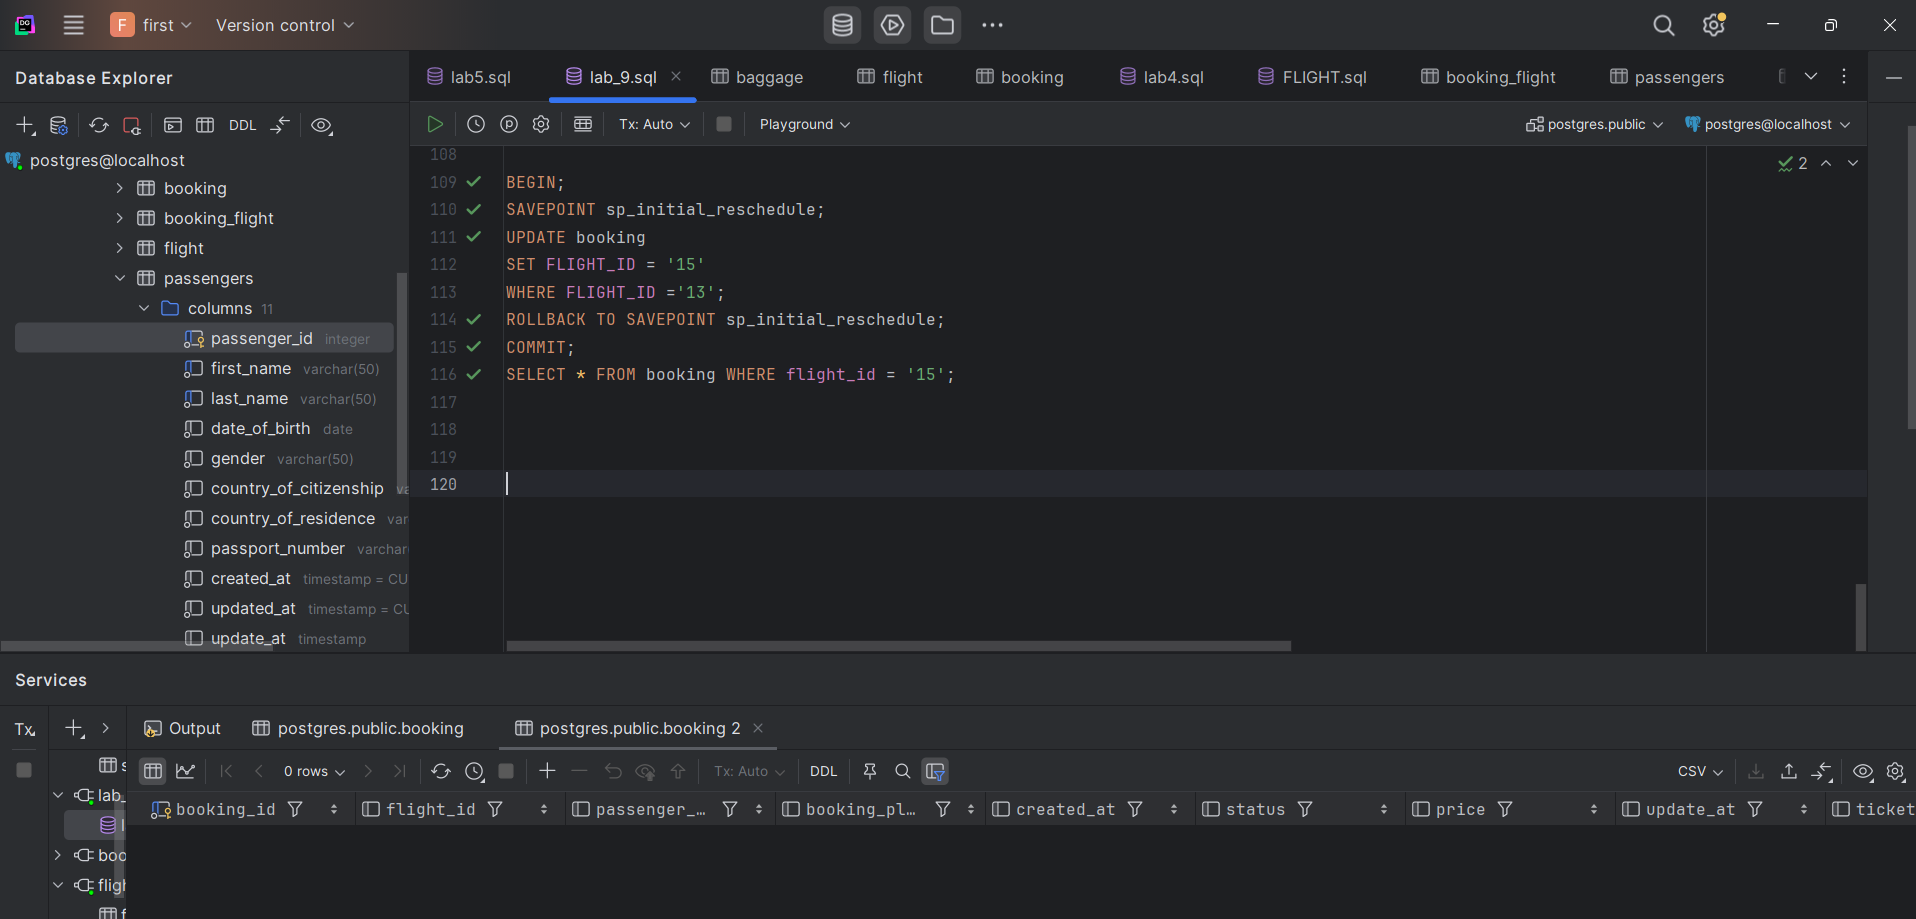 F first Version control
Database Explorer
lab5.sql lab_9.sql baggage flight booking lab4.sql FLIGHT.sql booking_flight passengers
DDL
Tx: Auto Playground postgres.public postgres@localhost
postgres@localhost
booking
booking_flight
flight
passengers
columns 11
passenger_id integer
first_name varchar(50)
last_name varchar(50)
date_of_birth date
gender varchar(50)
country_of_citizenship va
country_of_residence var
passport_number varchar
created_at timestamp = CU
updated_at timestamp = CU
update_at timestamp
2
108
109 BEGIN;
110 SAVEPOINT sp_initial_reschedule;
111 UPDATE booking
112 SET FLIGHT_ID = '15'
113 WHERE FLIGHT_ID ='13';
114 ROLLBACK TO SAVEPOINT sp_initial_reschedule;
115 COMMIT;
116 SELECT * FROM booking WHERE flight_id = '15';
117
118
119
120
Services
Tx Output postgres.public.booking postgres.public.booking 2
s
lab_
l
boo
fligh
f
0 rows Tx: Auto DDL CSV
booking_id flight_id passenger_… booking_pl… created_at status price update_at ticket